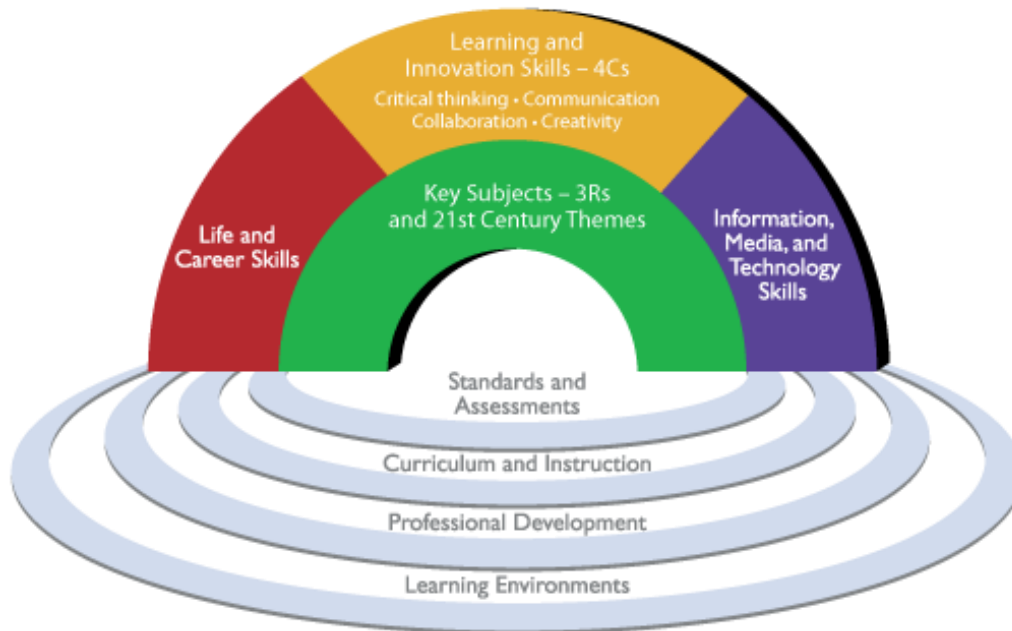 Learning and
Innovation Skills – 4Cs
Critical thinking • Communication
Collaboration • Creativity
Key Subjects – 3Rs
and 21st Century Themes
Life and
Career Skills
Information,
Media, and
Technology
Skills
Standards and
Assessments
Curriculum and Instruction
Professional Development
Learning Environments